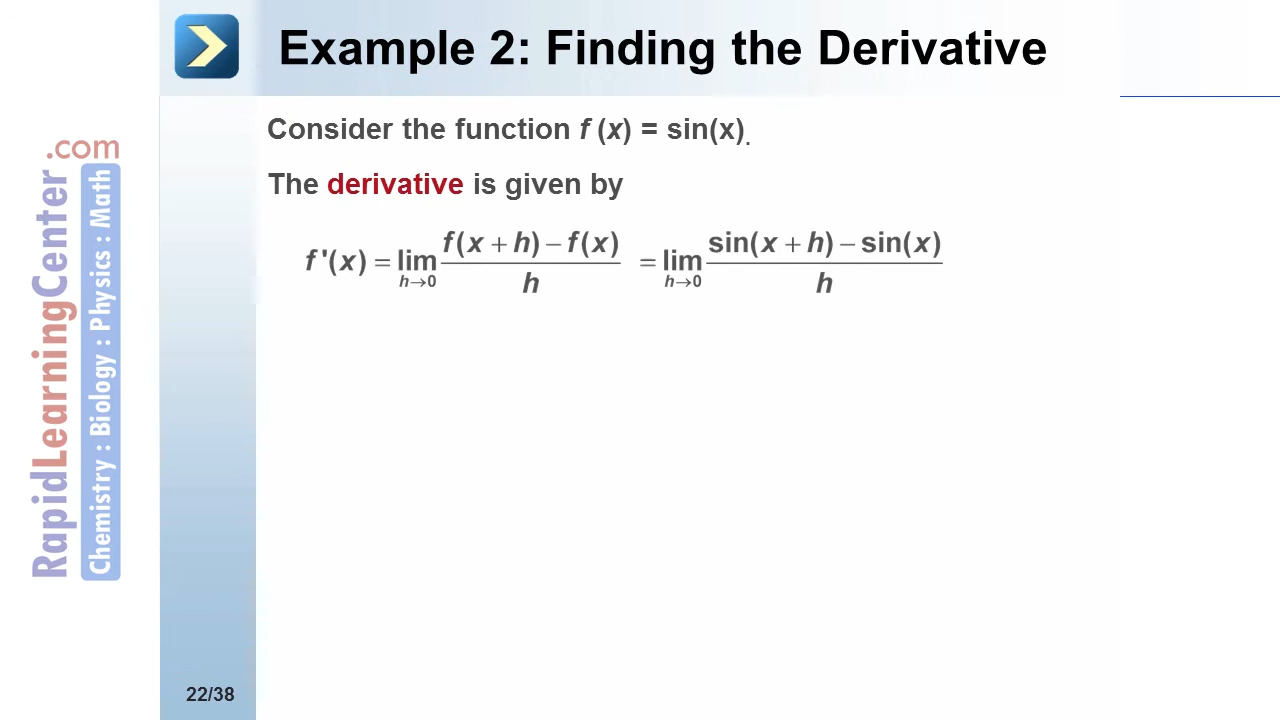 Example 2: Finding the Derivative
Consider the function f (x) = sin(x).
The derivative is given by
f '(x) = lim h→0 f(x + h) – f(x) / h = lim h→0 sin(x + h) – sin(x) / h
RapidLearningCenter.com
Chemistry : Biology : Physics : Math
22/38